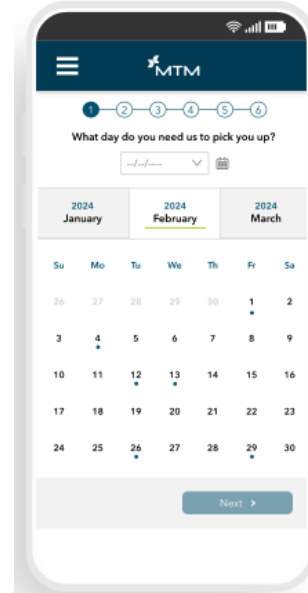 MTM
1 2 3 4 5 6
What day do you need us to pick you up?
--/--/----
2024 2024 2024
January February March
Su Mo Tu We Th Fr Sa
26 27 28 29 30 1 2
3 4 5 6 7 8 9
10 11 12 13 14 15 16
17 18 19 20 21 22 23
24 25 26 27 28 29 30
Next >